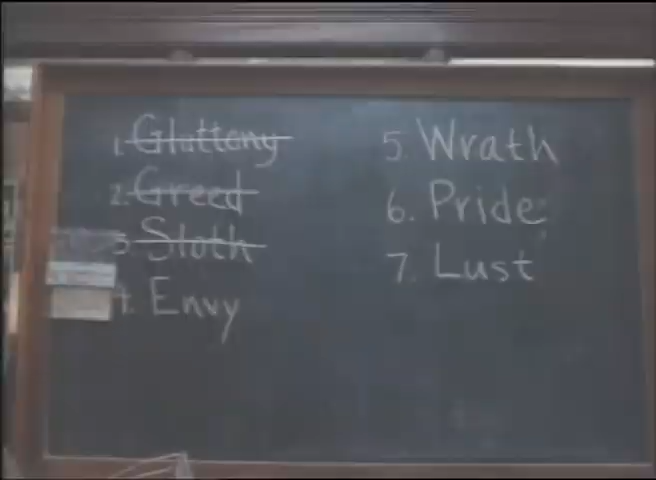 1. Gluttony
2. Greed
3. Sloth
4. Envy
5. Wrath
6. Pride
7. Lust